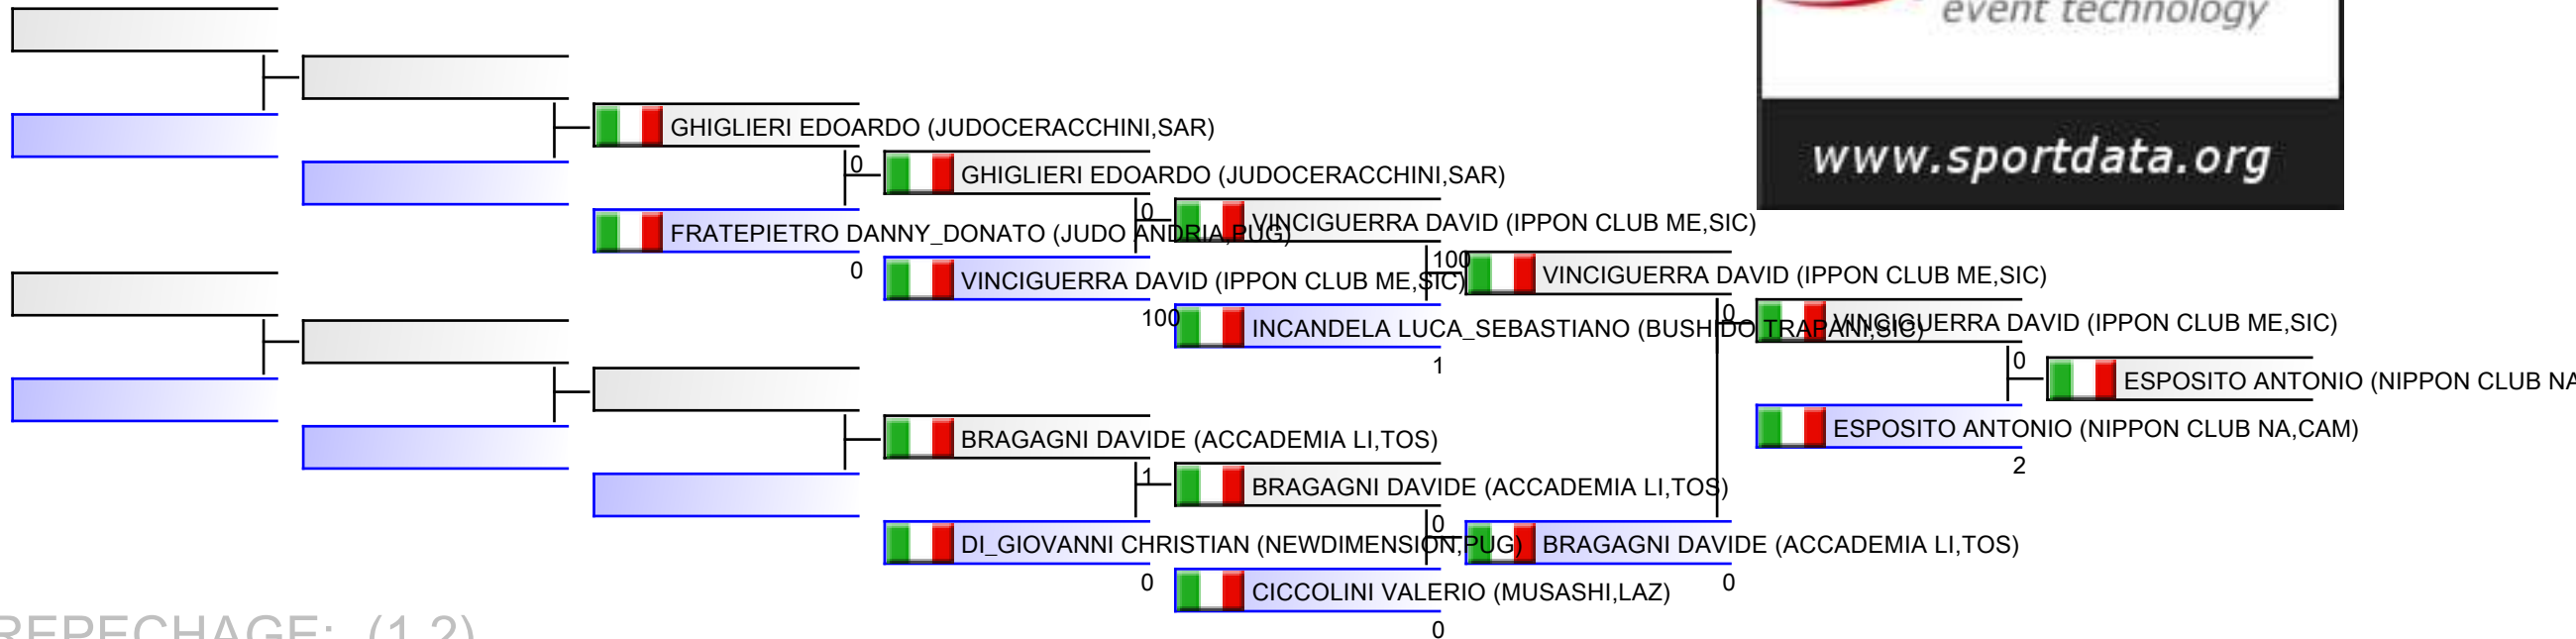 event technology
www.sportdata.org
GHIGLIERI EDOARDO (JUDOCERACCHINI,SAR)
0
GHIGLIERI EDOARDO (JUDOCERACCHINI,SAR)
0
VINCIGUERRA DAVID (IPPON CLUB ME,SIC)
FRATEPIETRO DANNY_DONATO (JUDO ANDRIA,PUG)
0
100
VINCIGUERRA DAVID (IPPON CLUB ME,SIC)
VINCIGUERRA DAVID (IPPON CLUB ME,SIC)
100
0
INCANDELA LUCA_SEBASTIANO (BUSHIDO TRAPANI,SIC)
1
VINCIGUERRA DAVID (IPPON CLUB ME,SIC)
0
ESPOSITO ANTONIO (NIPPON CLUB NA
ESPOSITO ANTONIO (NIPPON CLUB NA,CAM)
2
BRAGAGNI DAVIDE (ACCADEMIA LI,TOS)
1
BRAGAGNI DAVIDE (ACCADEMIA LI,TOS)
0
DI_GIOVANNI CHRISTIAN (NEWDIMENSION,PUG)
0
BRAGAGNI DAVIDE (ACCADEMIA LI,TOS)
0
CICCOLINI VALERIO (MUSASHI,LAZ)
0
REPECHAGE: (1,2)